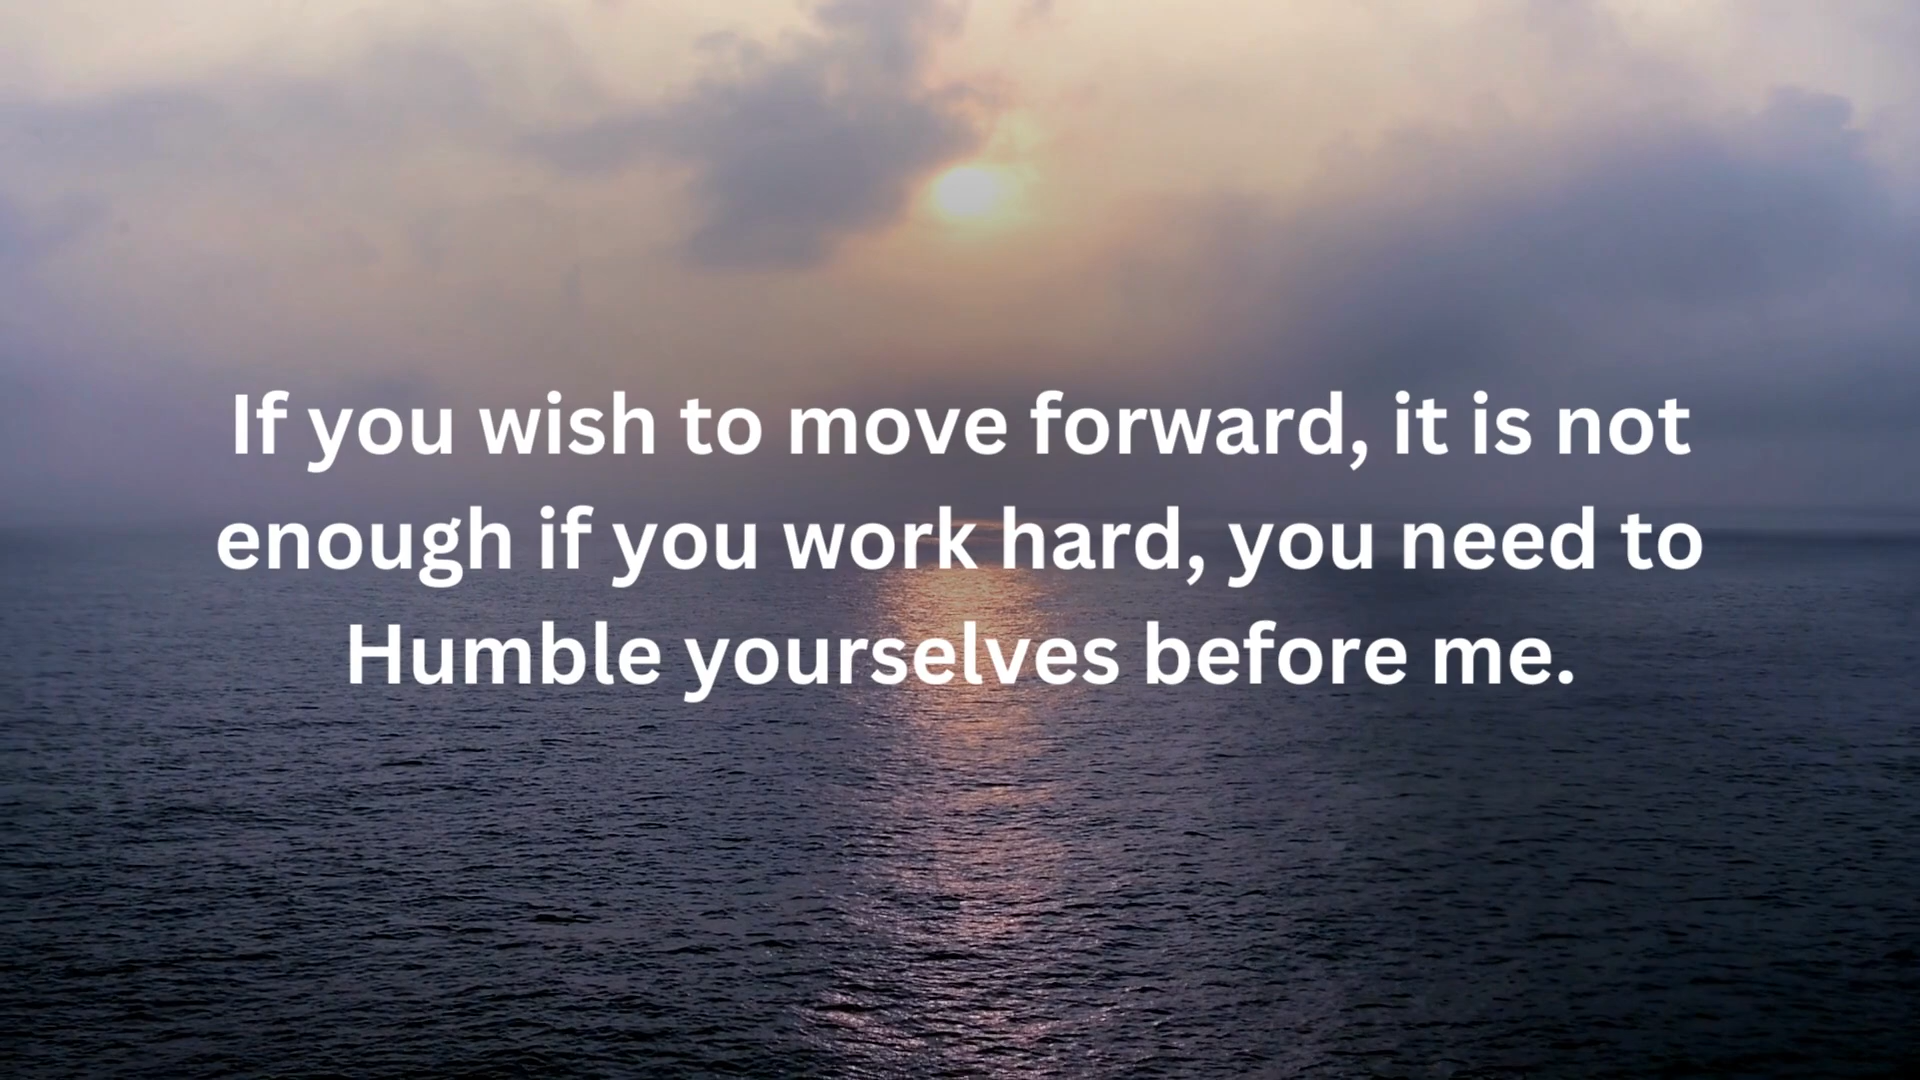 If you wish to move forward, it is not
enough if you work hard, you need to
Humble yourselves before me.